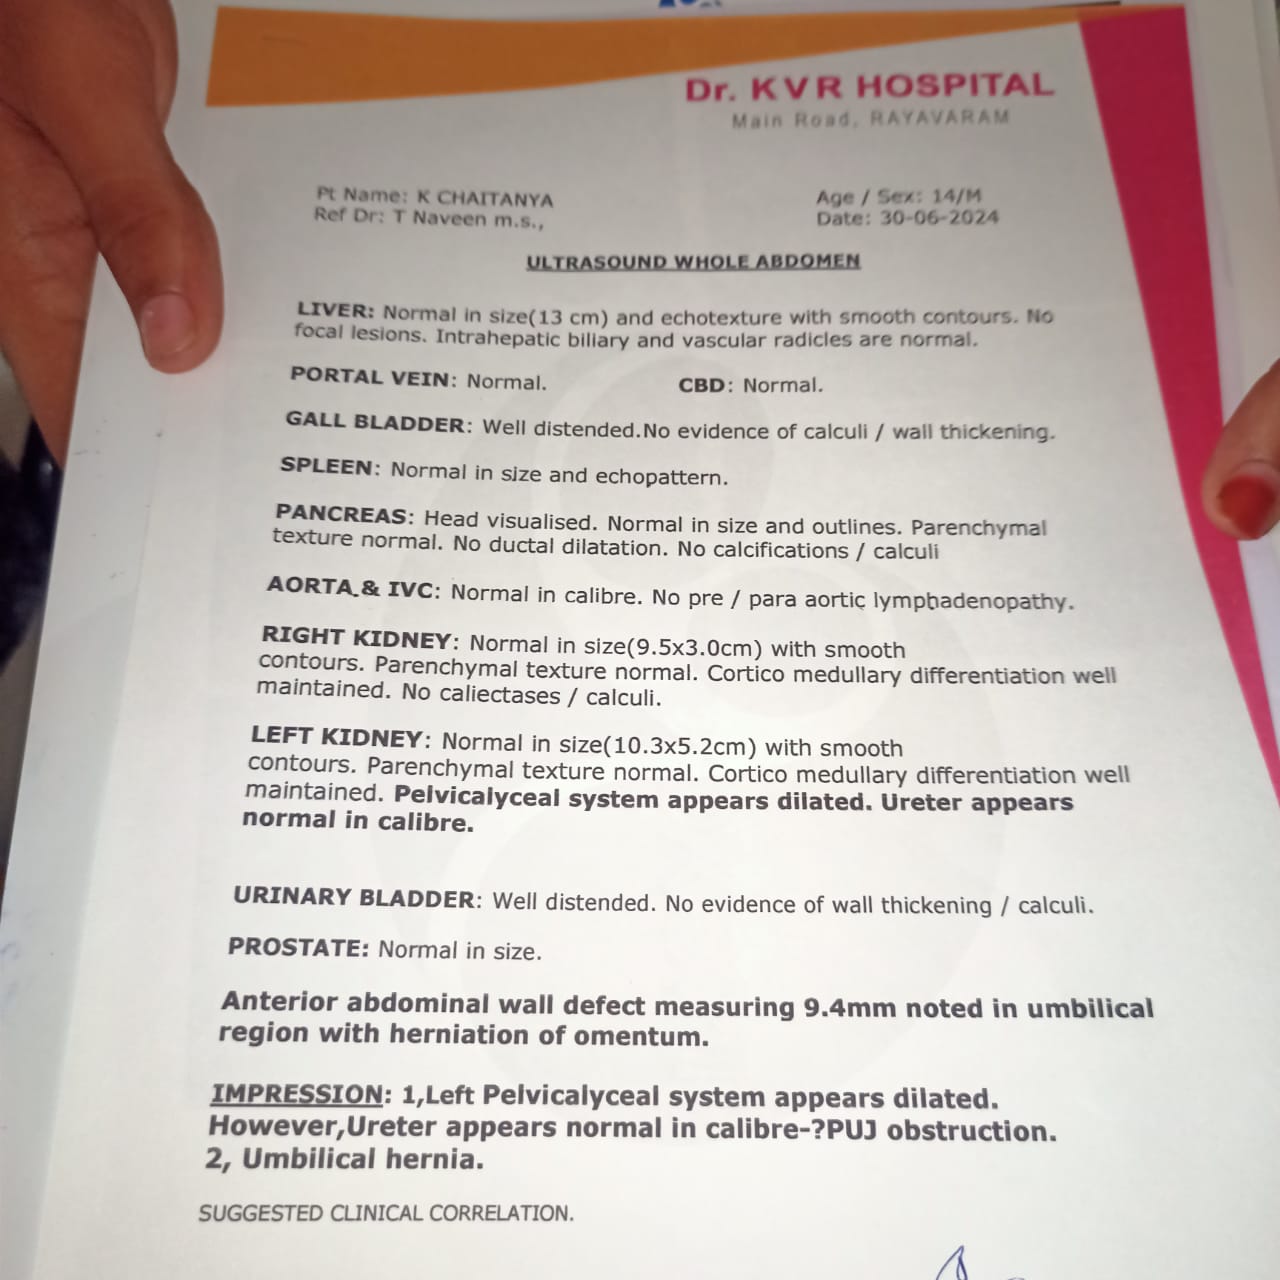 Dr. KVR HOSPITAL
Main Road, RAYAVARAM
Pt Name: K CHAITANYA
Age / Sex: 14/M
Ref Dr: T Naveen m.s.,
Date: 30-06-2024
ULTRASOUND WHOLE ABDOMEN
LIVER: Normal in size(13 cm) and echotexture with smooth contours. No
focal lesions. Intrahepatic biliary and vascular radicles are normal.
PORTAL VEIN: Normal. CBD: Normal.
GALL BLADDER: Well distended.No evidence of calculi / wall thickening.
SPLEEN: Normal in size and echopattern.
PANCREAS: Head visualised. Normal in size and outlines. Parenchymal
texture normal. No ductal dilatation. No calcifications / calculi
AORTA & IVC: Normal in calibre. No pre / para aortic lymphadenopathy.
RIGHT KIDNEY: Normal in size(9.5x3.0cm) with smooth
contours. Parenchymal texture normal. Cortico medullary differentiation well
maintained. No caliectases / calculi.
LEFT KIDNEY: Normal in size(10.3x5.2cm) with smooth
contours. Parenchymal texture normal. Cortico medullary differentiation well
maintained. Pelvicalyceal system appears dilated. Ureter appears
normal in calibre.
URINARY BLADDER: Well distended. No evidence of wall thickening / calculi.
PROSTATE: Normal in size.
Anterior abdominal wall defect measuring 9.4mm noted in umbilical
region with herniation of omentum.
IMPRESSION: 1,Left Pelvicalyceal system appears dilated.
However,Ureter appears normal in calibre-?PUJ obstruction.
2, Umbilical hernia.
SUGGESTED CLINICAL CORRELATION.